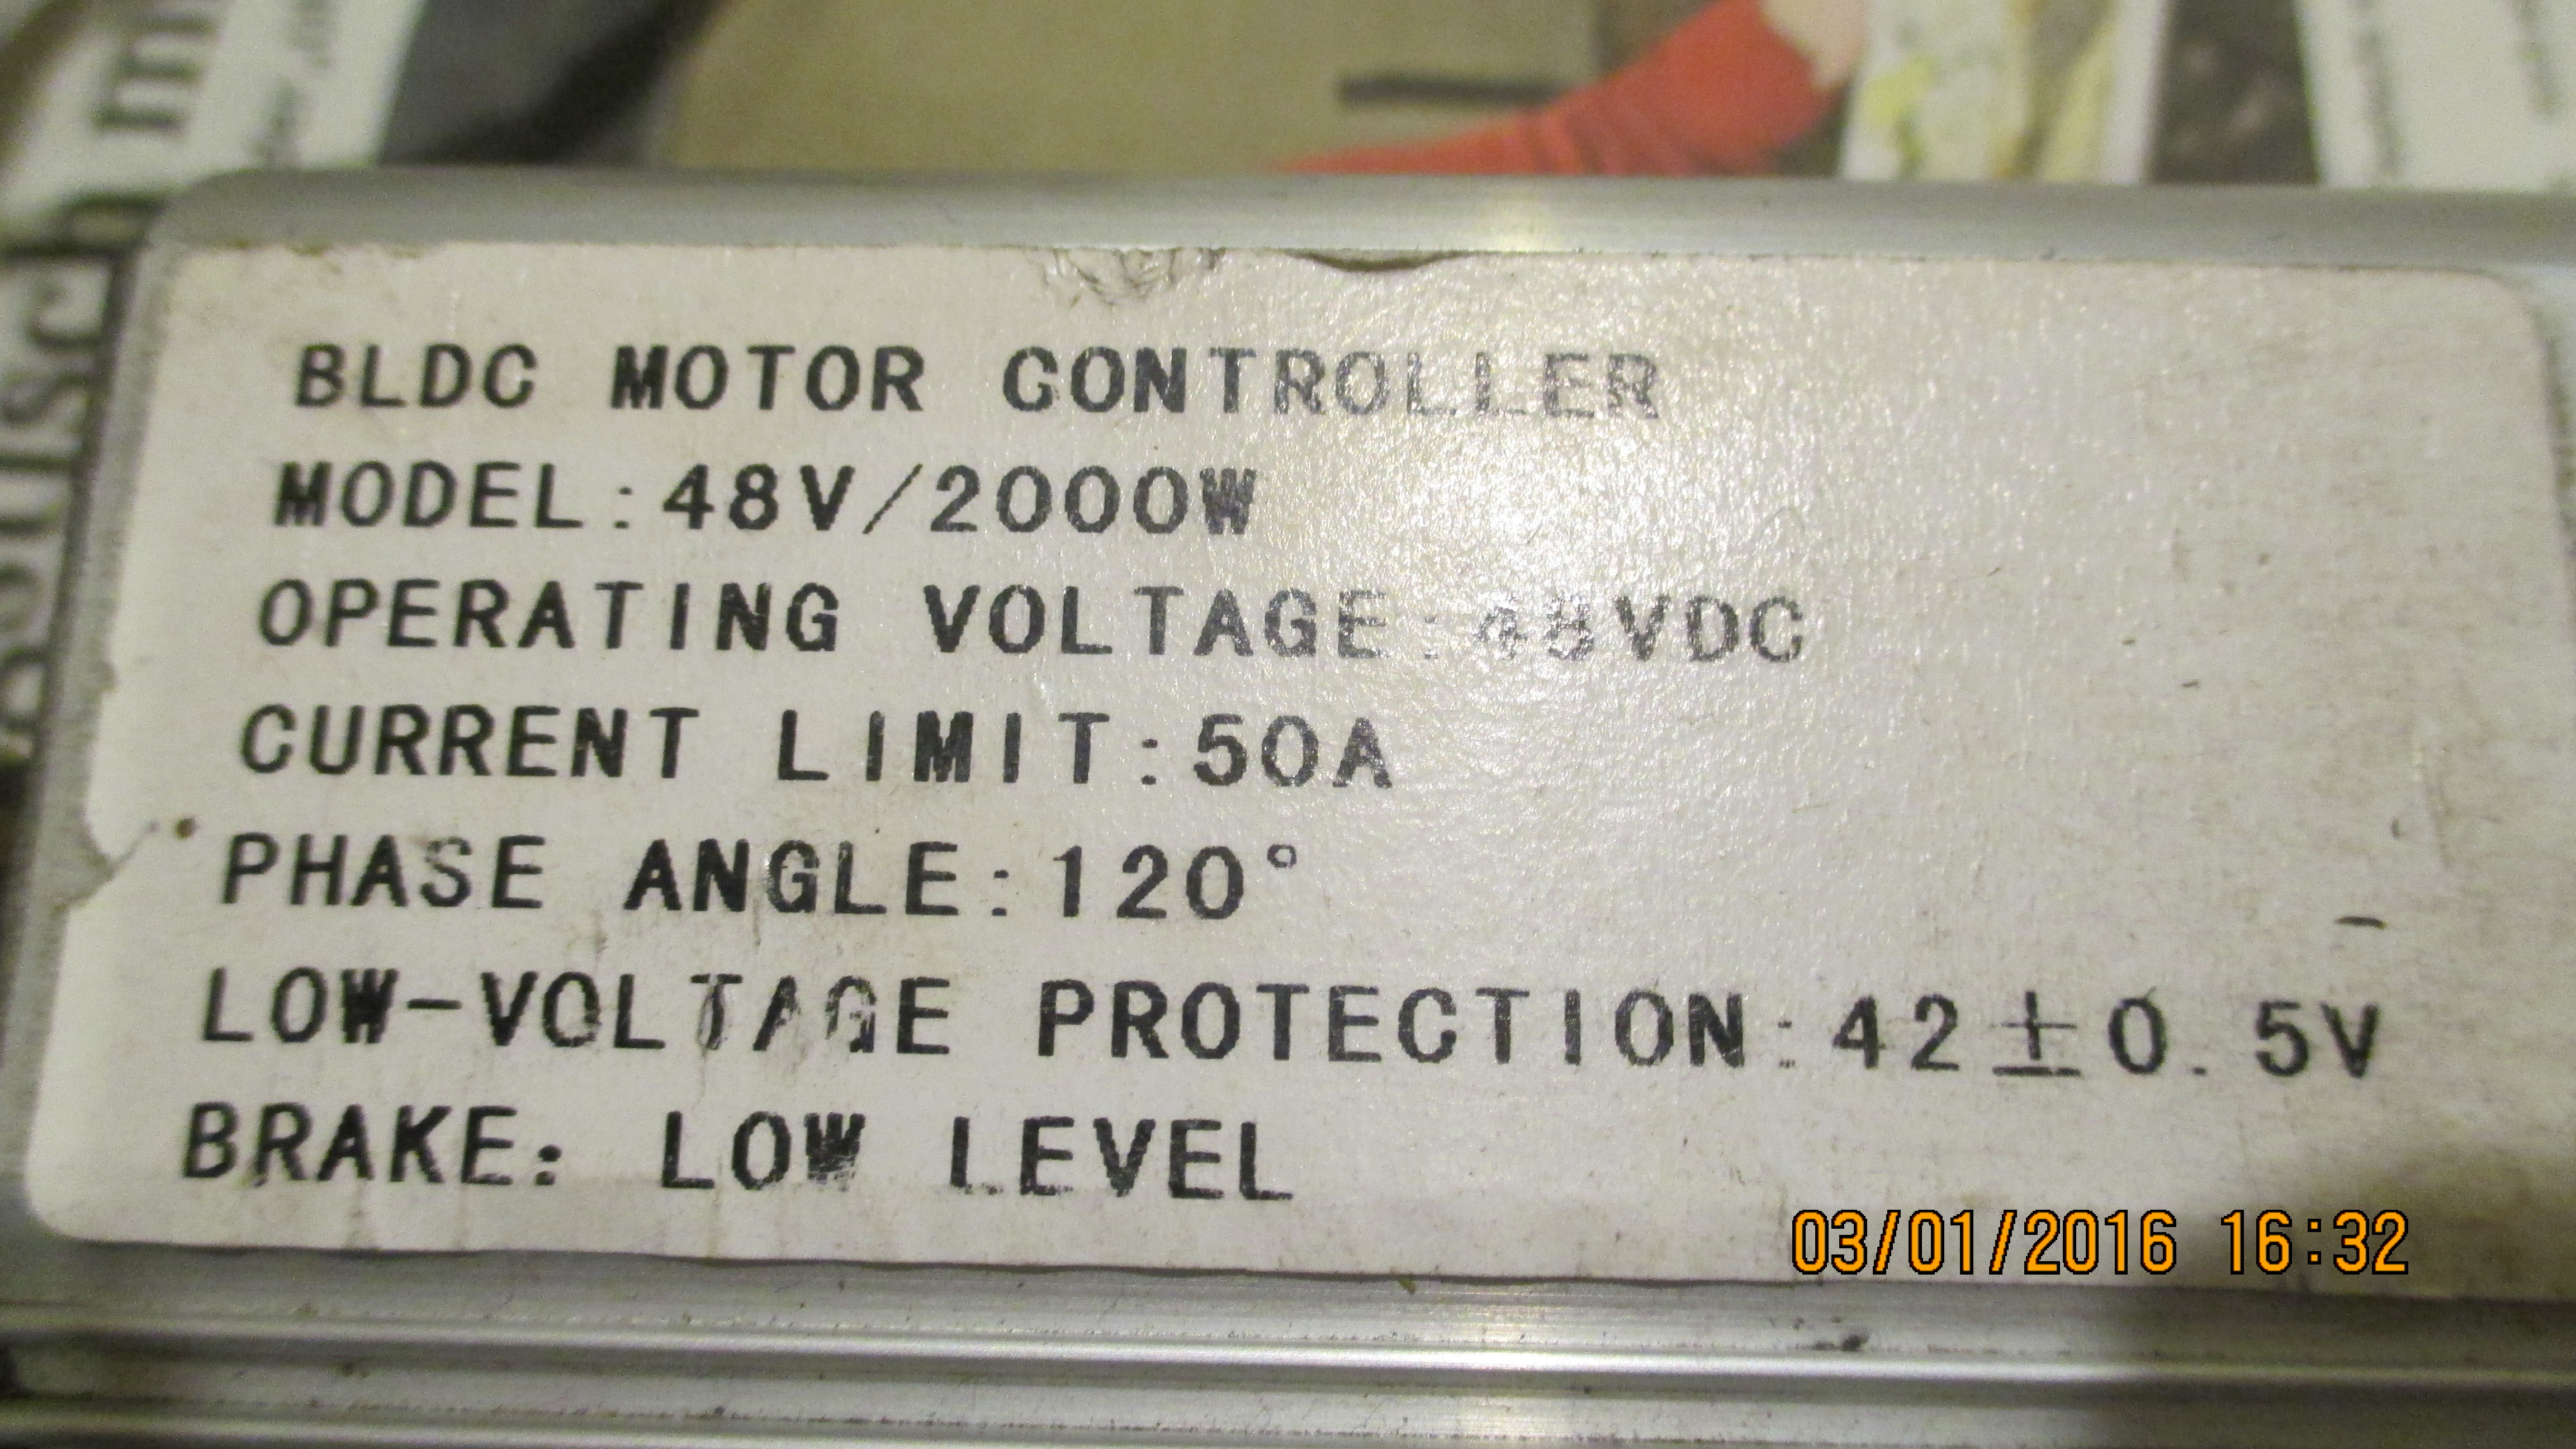 BLDC MOTOR CONTROLLER
MODEL:48V/2000W
OPERATING VOLTAGE:48VDC
CURRENT LIMIT:50A
PHASE ANGLE:120°
LOW-VOLTAGE PROTECTION:42±0.5V
BRAKE: LOW LEVEL
03/01/2016 16:32